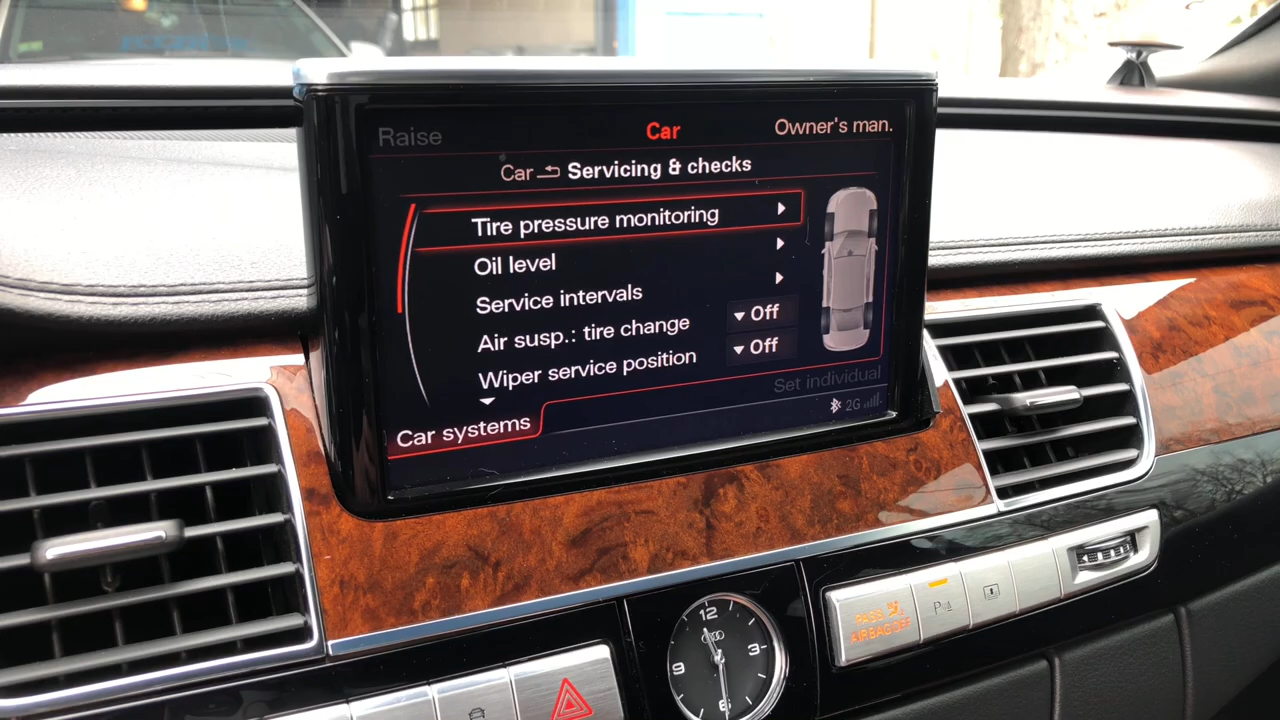 Raise
Car
Owner's man.
Car Servicing & checks
Tire pressure monitoring
Oil level
Service intervals
Air susp.: tire change
Off
Wiper service position
Off
Set individual
Car systems
2G
12
3
6
9
PASS
AIRBAG OFF
P